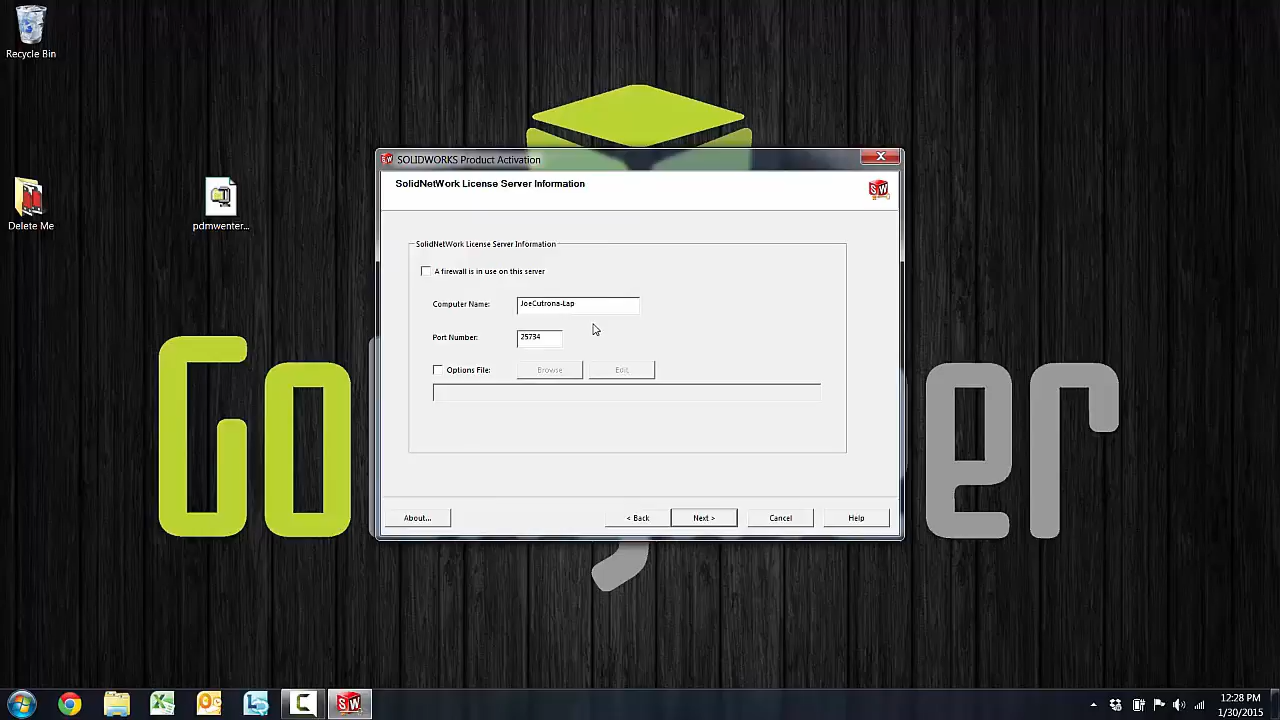 Recycle Bin
Delete Me
pdmwenter...
SOLIDWORKS Product Activation
SolidNetWork License Server Information
SolidNetWork License Server Information
A firewall is in use on this server
Computer Name: JoeCutrona-Lap
Port Number: 25734
Options File: Browse Edit
About... < Back Next > Cancel Help
12:28 PM
1/30/2015